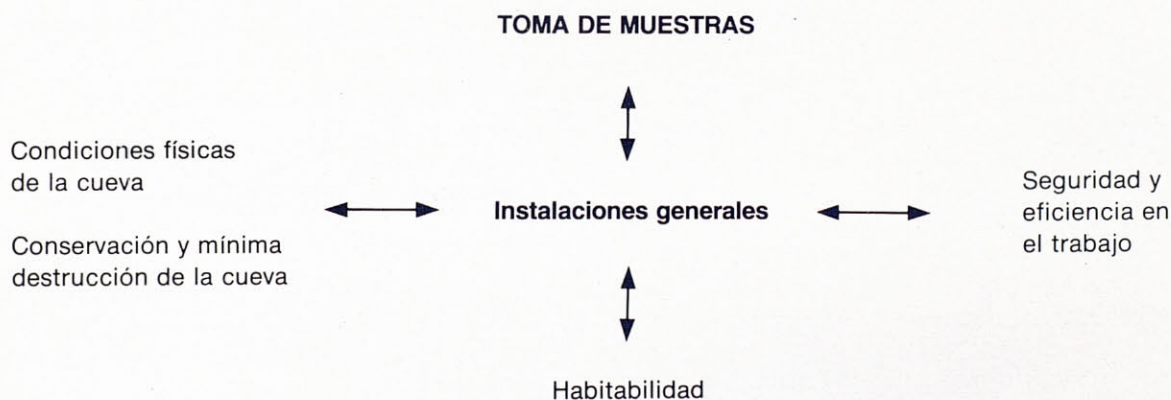 TOMA DE MUESTRAS
Condiciones físicas
de la cueva
Conservación y mínima
destrucción de la cueva
Instalaciones generales
Seguridad y
eficiencia en
el trabajo
Habitabilidad